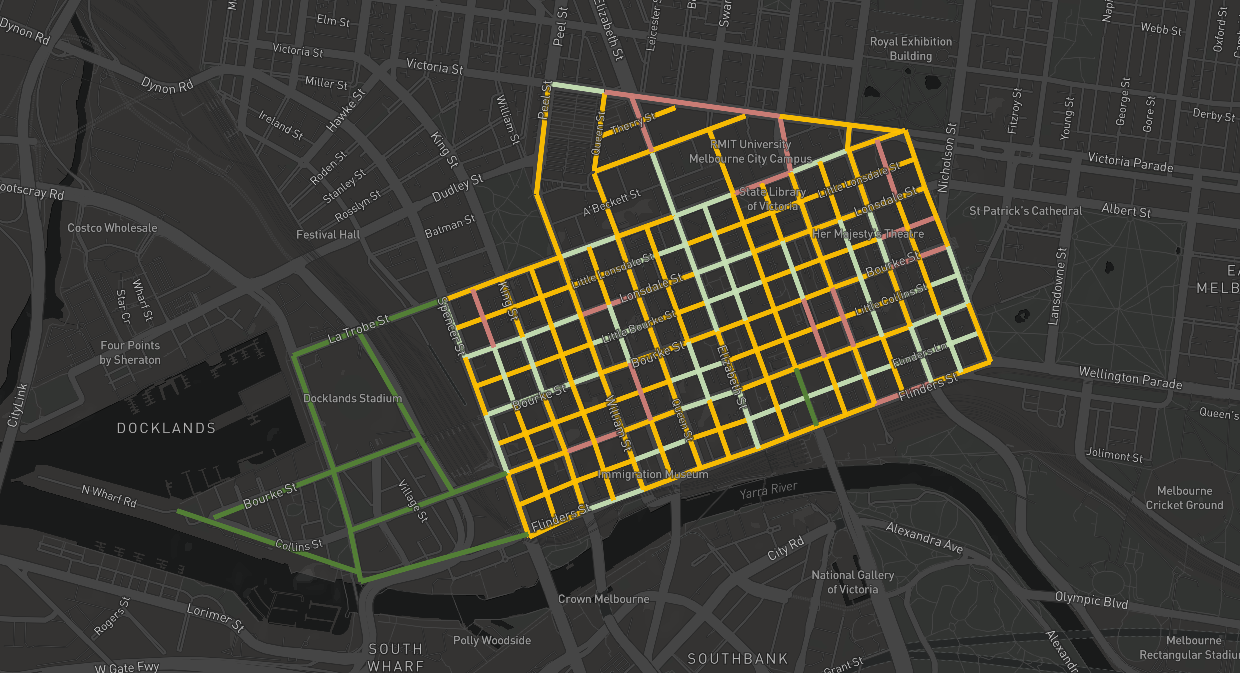 Dynon Rd
Elm St
Peel St
Elizabeth St
Leicester St
Swan
Webb St
Oxford St
Victoria St
Victoria St
Royal Exhibition
Building
Miller St
Dynon Rd
Hawke St
Ireland St
William St
Peel St
Queen St
Therry St
Fitzroy St
Young St
George St
Gore St
Derby St
King St
Roden St
Stanley St
Rosslyn St
Dudley St
RMIT University
Melbourne City Campus
Nicholson St
Victoria Parade
ootscray Rd
Costco Wholesale
Festival Hall
Batman St
A'Beckett St
State Library
of Victoria
Little Lonsdale St
Lonsdale St
Her Majesty's Theatre
St Patrick's Cathedral
Albert St
Lansdowne St
Wharf St
Star Cr
Little Lonsdale St
Lonsdale St
Bourke St
Little Collins St
MELB
King St
Spencer St
La Trobe St
Four Points
by Sheraton
Little Bourke St
Bourke St
Elizabeth St
Flinders Ln
Flinders St
Wellington Parade
CityLink
Docklands Stadium
DOCKLANDS
Bourke St
William St
Queen St
Queen's
Jolimont St
Immigration Museum
Yarra River
N Wharf Rd
Bourke St
Village St
Flinders St
Collins St
Melbourne
Cricket Ground
Alexandra Ave
City Rd
National Gallery
of Victoria
Crown Melbourne
Olympic Blvd
Rogers St
Lorimer St
Polly Woodside
SOUTH
WHARF
SOUTHBANK
Grant St
W Gate Fwy
Alexand
Melbourne
Rectangular Stadiu